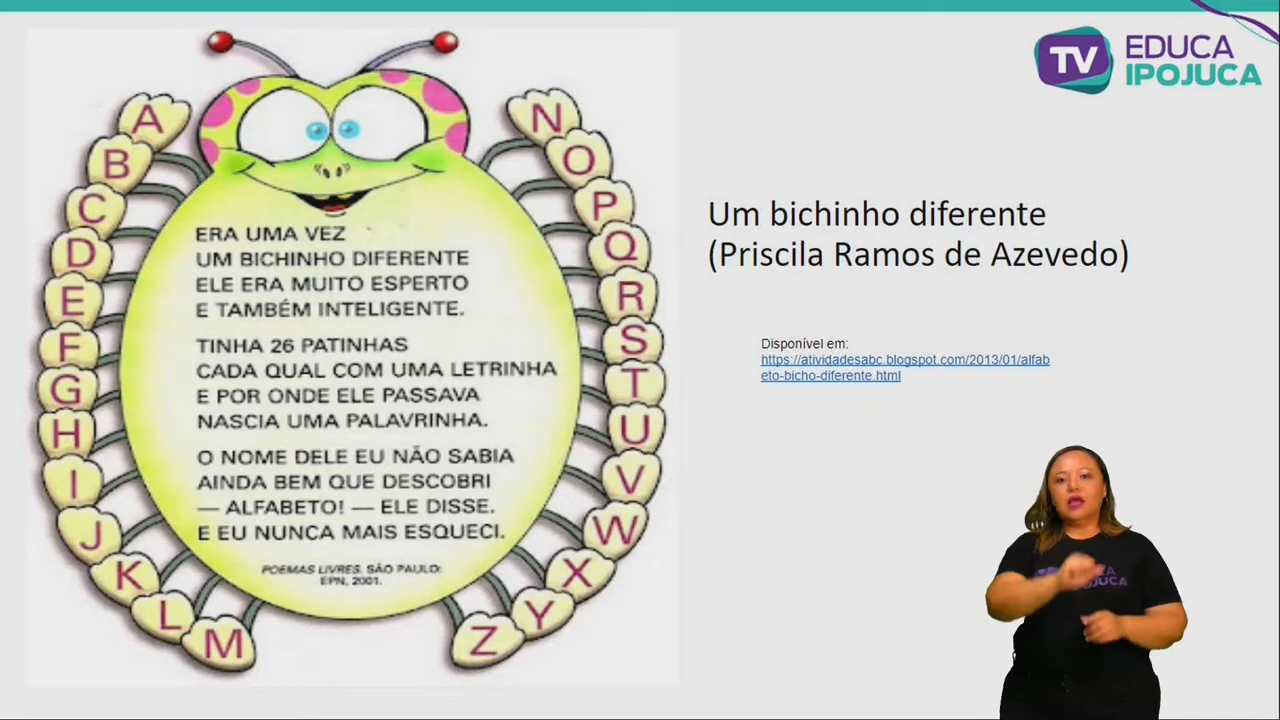 TV EDUCA
IPOJUCA
A
B
C
D
E
F
G
H
I
J
K
L
M
N
O
P
Q
R
S
T
U
V
W
X
Y
Z
ERA UMA VEZ
UM BICHINHO DIFERENTE
ELE ERA MUITO ESPERTO
E TAMBÉM INTELIGENTE.
TINHA 26 PATINHAS
CADA QUAL COM UMA LETRINHA
E POR ONDE ELE PASSAVA
NASCIA UMA PALAVRINHA.
O NOME DELE EU NÃO SABIA
AINDA BEM QUE DESCOBRI
— ALFABETO! — ELE DISSE.
E EU NUNCA MAIS ESQUECI.
POEMAS LIVRES. SÃO PAULO:
EPN, 2001.
Um bichinho diferente
(Priscila Ramos de Azevedo)
Disponível em:
https://atividadesabc.blogspot.com/2013/01/alfab
eto-bicho-diferente.html